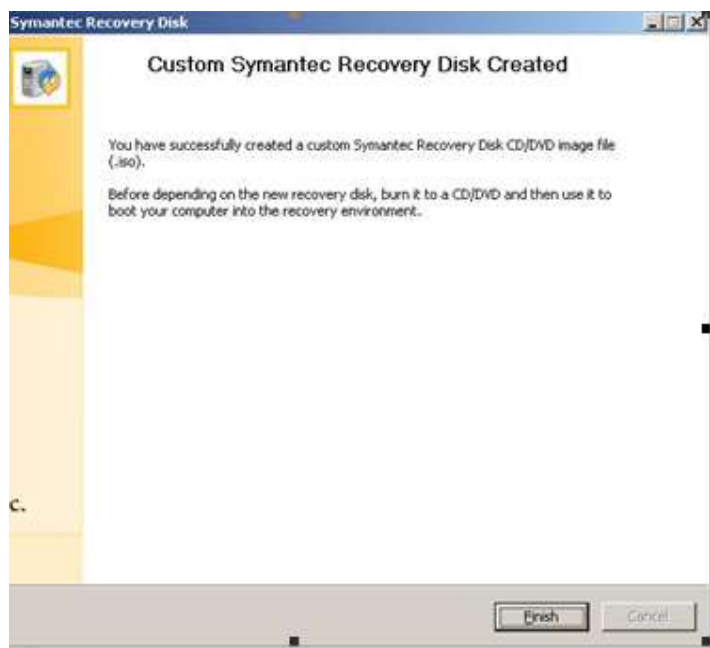 Symantec Recovery Disk
Custom Symantec Recovery Disk Created
You have successfully created a custom Symantec Recovery Disk CD/DVD image file
(.iso).
Before depending on the new recovery disk, burn it to a CD/DVD and then use it to
boot your computer into the recovery environment.
c.
Finish
Cancel